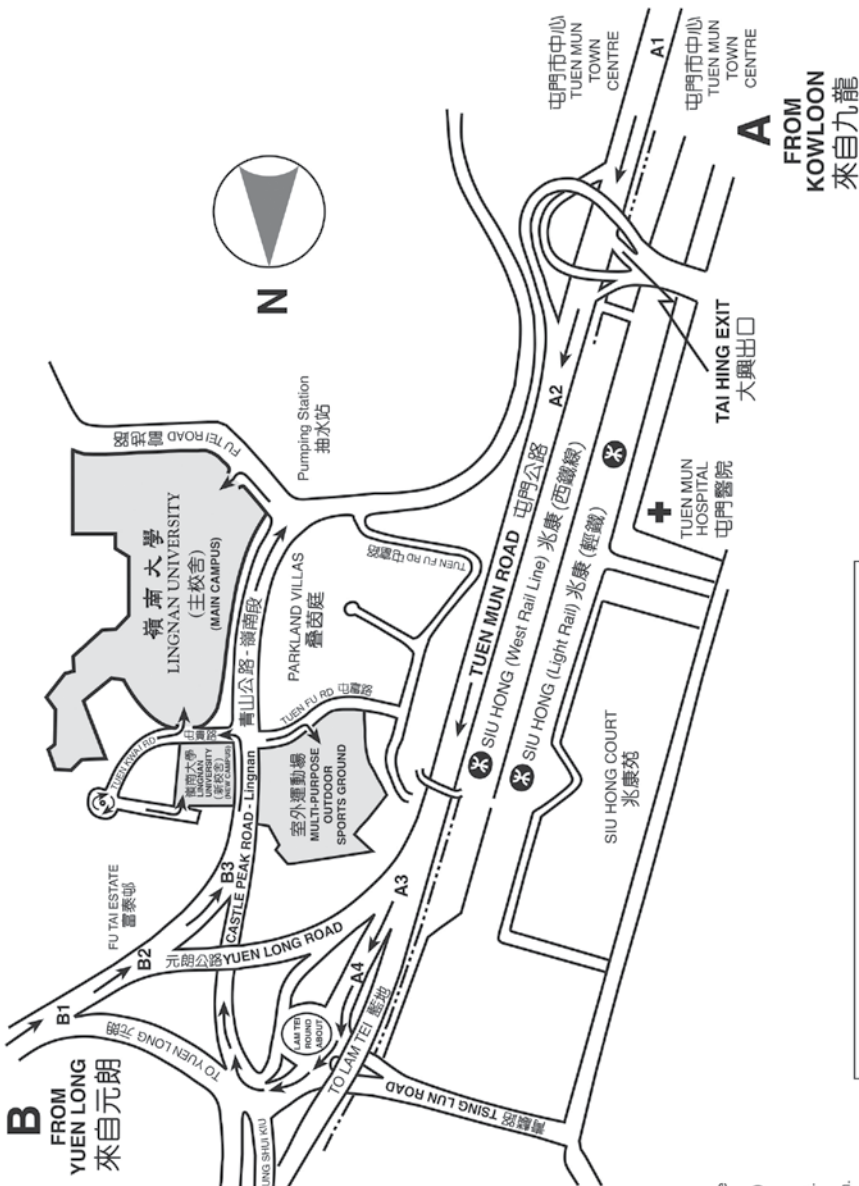 屯門市中心
TUEN MUN
TOWN
CENTRE
A1
屯門市中心
TUEN MUN
TOWN
CENTRE
A
FROM
KOWLOON
來自九龍
N
FU TEI ROAD 虎地路
Pumping Station
抽水站
嶺南大學
LINGNAN UNIVERSITY
(主校舍)
(MAIN CAMPUS)
青山公路 - 嶺南段
PARKLAND VILLAS
叠茵庭
TUEN FU RD 屯富路
TUEN FU RD 屯富路
A2
TUEN MUN ROAD 屯門公路
SIU HONG (West Rail Line) 兆康 (西鐵線)
SIU HONG (Light Rail) 兆康 (輕鐵)
TAI HING EXIT
大興出口
TUEN MUN
HOSPITAL
屯門醫院
SIU HONG COURT
兆康苑
TUEN KWAI RD
屯貴路
嶺南大學
LINGNAN
UNIVERSITY
(新校舍)
(NEW CAMPUS)
室外運動場
MULTI-PURPOSE
OUTDOOR
SPORTS GROUND
CASTLE PEAK ROAD - Lingnan
FU TAI ESTATE
富泰邨
B3
B2
B1
元朗公路 YUEN LONG ROAD
A3
A4
LAM TEI
ROUND
ABOUT
TO LAM TEI 藍地
TO YUEN LONG 元朗
TSING LUN ROAD
青麟路
UNG SHUI KIU
B
FROM
YUEN LONG
來自元朗